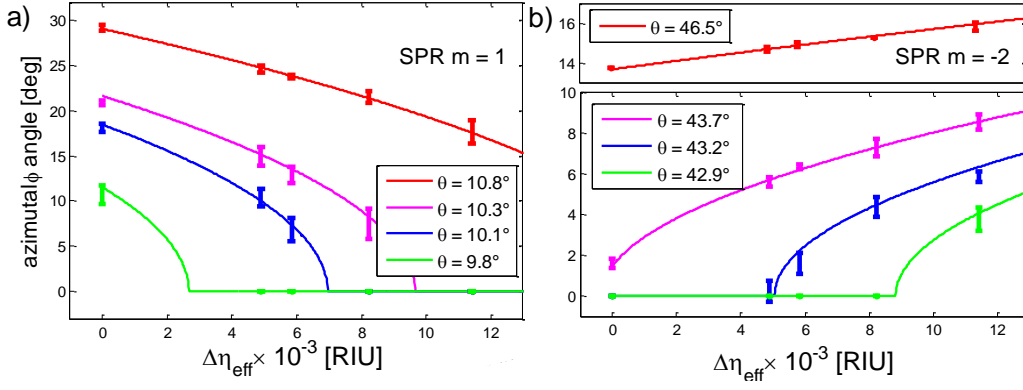 a)
SPR m = 1
azimutal ϕ angle [deg]
30
25
20
15
10
5
0
θ = 10.8°
θ = 10.3°
θ = 10.1°
θ = 9.8°
0 2 4 6 8 10 12
Δη_eff × 10^-3 [RIU]
b)
16
14
θ = 46.5°
SPR m = -2
10
8
6
4
2
0
θ = 43.7°
θ = 43.2°
θ = 42.9°
0 2 4 6 8 10 12
Δη_eff × 10^-3 [RIU]